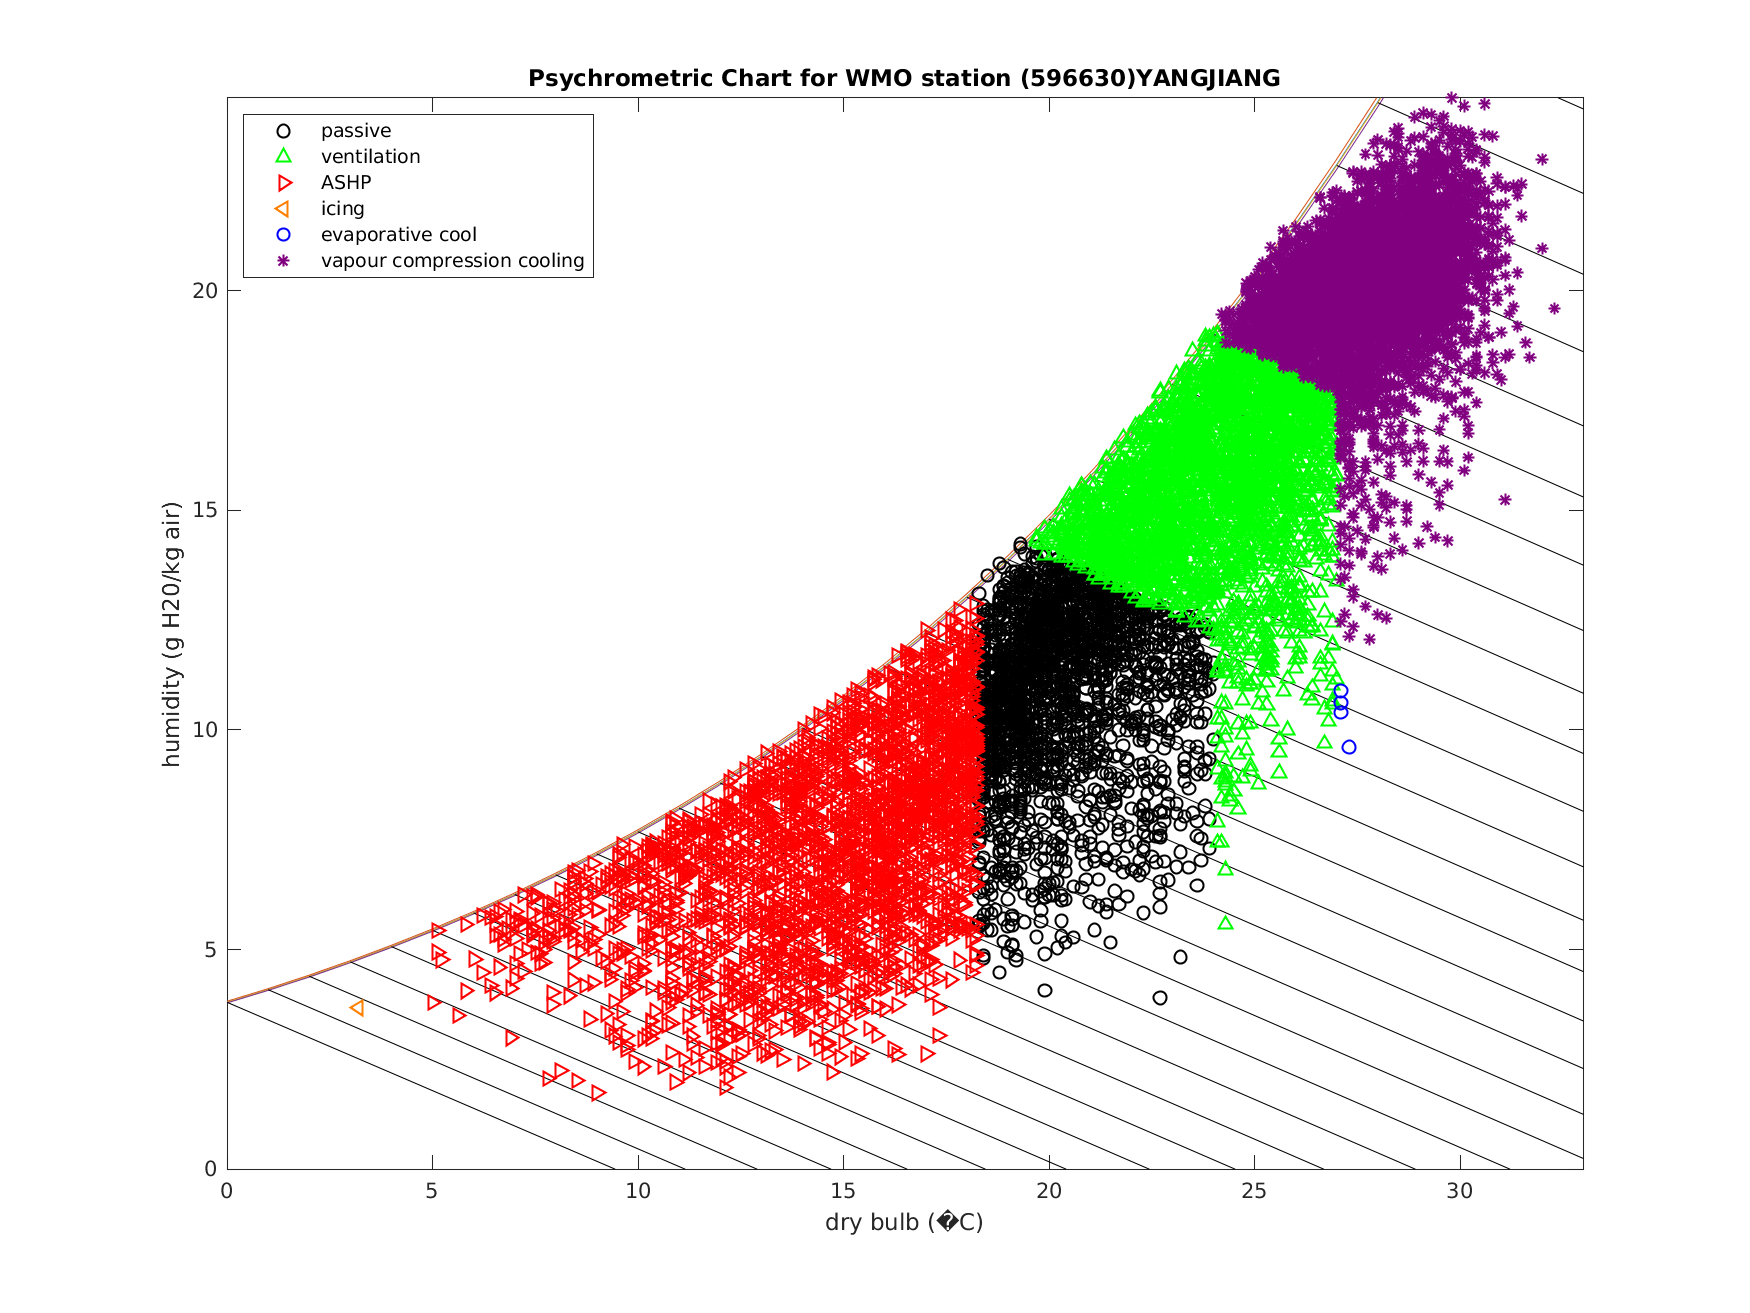 Psychrometric Chart for WMO station (596630)YANGJIANG
passive
ventilation
ASHP
icing
evaporative cool
vapour compression cooling
20
15
10
5
0
humidity (g H20/kg air)
0 5 10 15 20 25 30
dry bulb (�C)